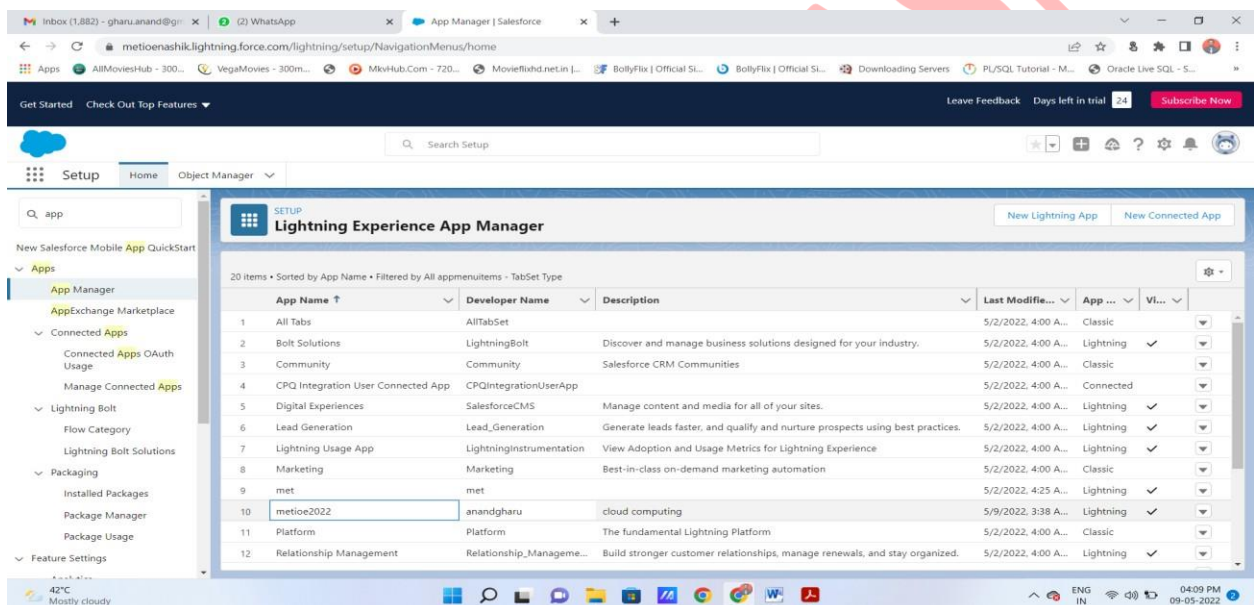 Inbox (1,882) - gharu.anand@gm
(2) WhatsApp
App Manager | Salesforce
metioenashik.lightning.force.com/lightning/setup/NavigationMenus/home
Apps
AllMoviesHub - 300...
VegaMovies - 300m...
MkvHub.Com - 720...
Movieflixhd.net.in |...
BollyFlix | Official Si...
BollyFlix | Official Si...
Downloading Servers
PL/SQL Tutorial - M...
Oracle Live SQL - S...
Get Started Check Out Top Features
Leave Feedback Days left in trial 24 Subscribe Now
Search Setup
Setup Home Object Manager
app
New Salesforce Mobile App QuickStart
Apps
App Manager
AppExchange Marketplace
Connected Apps
Connected Apps OAuth
Usage
Manage Connected Apps
Lightning Bolt
Flow Category
Lightning Bolt Solutions
Packaging
Installed Packages
Package Manager
Package Usage
Feature Settings
SETUP
Lightning Experience App Manager
New Lightning App New Connected App
20 items • Sorted by App Name • Filtered by All appmenuitems - TabSet Type
App Name ↑ Developer Name Description Last Modifie... App ... Vi...
1 All Tabs AllTabSet 5/2/2022, 4:00 A... Classic
2 Bolt Solutions LightningBolt Discover and manage business solutions designed for your industry. 5/2/2022, 4:00 A... Lightning
3 Community Community Salesforce CRM Communities 5/2/2022, 4:00 A... Classic
4 CPQ Integration User Connected App CPQIntegrationUserApp 5/2/2022, 4:00 A... Connected
5 Digital Experiences SalesforceCMS Manage content and media for all of your sites. 5/2/2022, 4:00 A... Lightning
6 Lead Generation Lead_Generation Generate leads faster, and qualify and nurture prospects using best practices. 5/2/2022, 4:00 A... Lightning
7 Lightning Usage App LightningInstrumentation View Adoption and Usage Metrics for Lightning Experience 5/2/2022, 4:00 A... Lightning
8 Marketing Marketing Best-in-class on-demand marketing automation 5/2/2022, 4:00 A... Classic
9 met met 5/2/2022, 4:25 A... Lightning
10 metioe2022 anandgharu cloud computing 5/9/2022, 3:38 A... Lightning
11 Platform Platform The fundamental Lightning Platform 5/2/2022, 4:00 A... Classic
12 Relationship Management Relationship_Manageme... Build stronger customer relationships, manage renewals, and stay organized. 5/2/2022, 4:00 A... Lightning
42°C
Mostly cloudy
ENG
IN
04:09 PM
09-05-2022
2